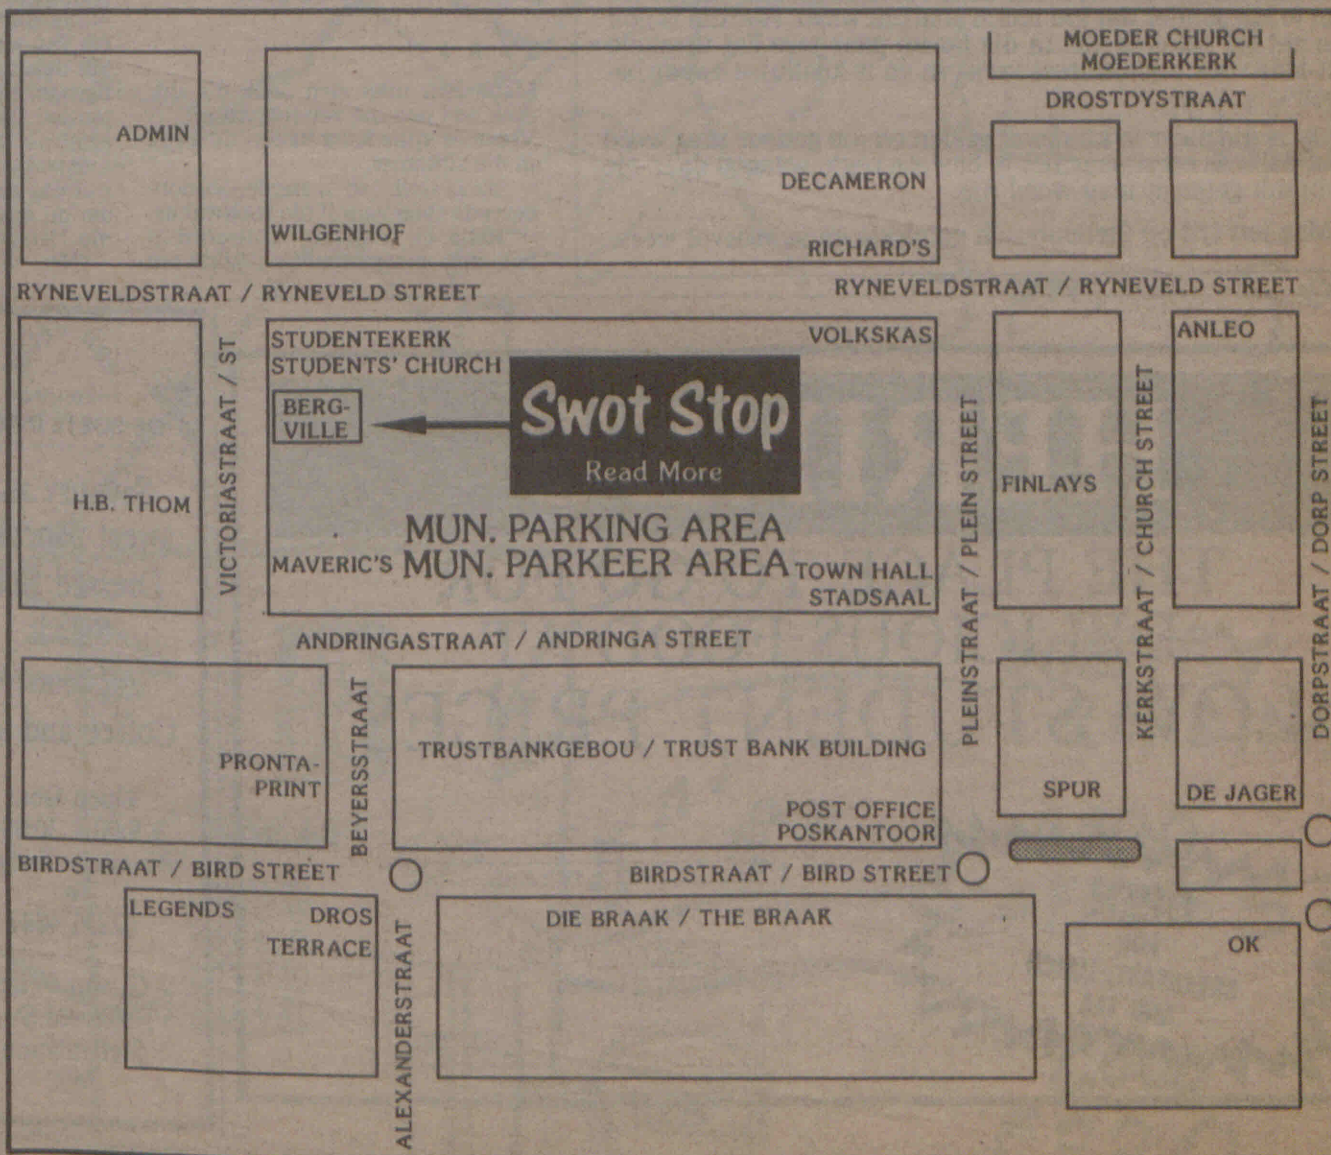 MOEDER CHURCH
MOEDERKERK
DROSTDYSTRAAT
ADMIN
WILGENHOF
DECAMERON
RICHARD'S
RYNEVELDSTRAAT / RYNEVELD STREET
RYNEVELDSTRAAT / RYNEVELD STREET
STUDENTEKERK
STUDENTS' CHURCH
VOLKSKAS
ANLEO
BERG-
VILLE
Swot Stop
Read More
H.B. THOM
VICTORIASTRAAT / ST
FINLAYS
PLEINSTRAAT / PLEIN STREET
KERKSTRAAT / CHURCH STREET
DORPSTRAAT / DORP STREET
MUN. PARKING AREA
MUN. PARKEER AREA
MAVERIC'S
TOWN HALL
STADSAAL
ANDRINGASTRAAT / ANDRINGA STREET
PRONTA-
PRINT
BEYERSSTRAAT
TRUSTBANKGEBOU / TRUST BANK BUILDING
POST OFFICE
POSKANTOOR
SPUR
DE JAGER
BIRDSTRAAT / BIRD STREET
BIRDSTRAAT / BIRD STREET
LEGENDS
DROS
TERRACE
ALEXANDERSTRAAT
DIE BRAAK / THE BRAAK
OK